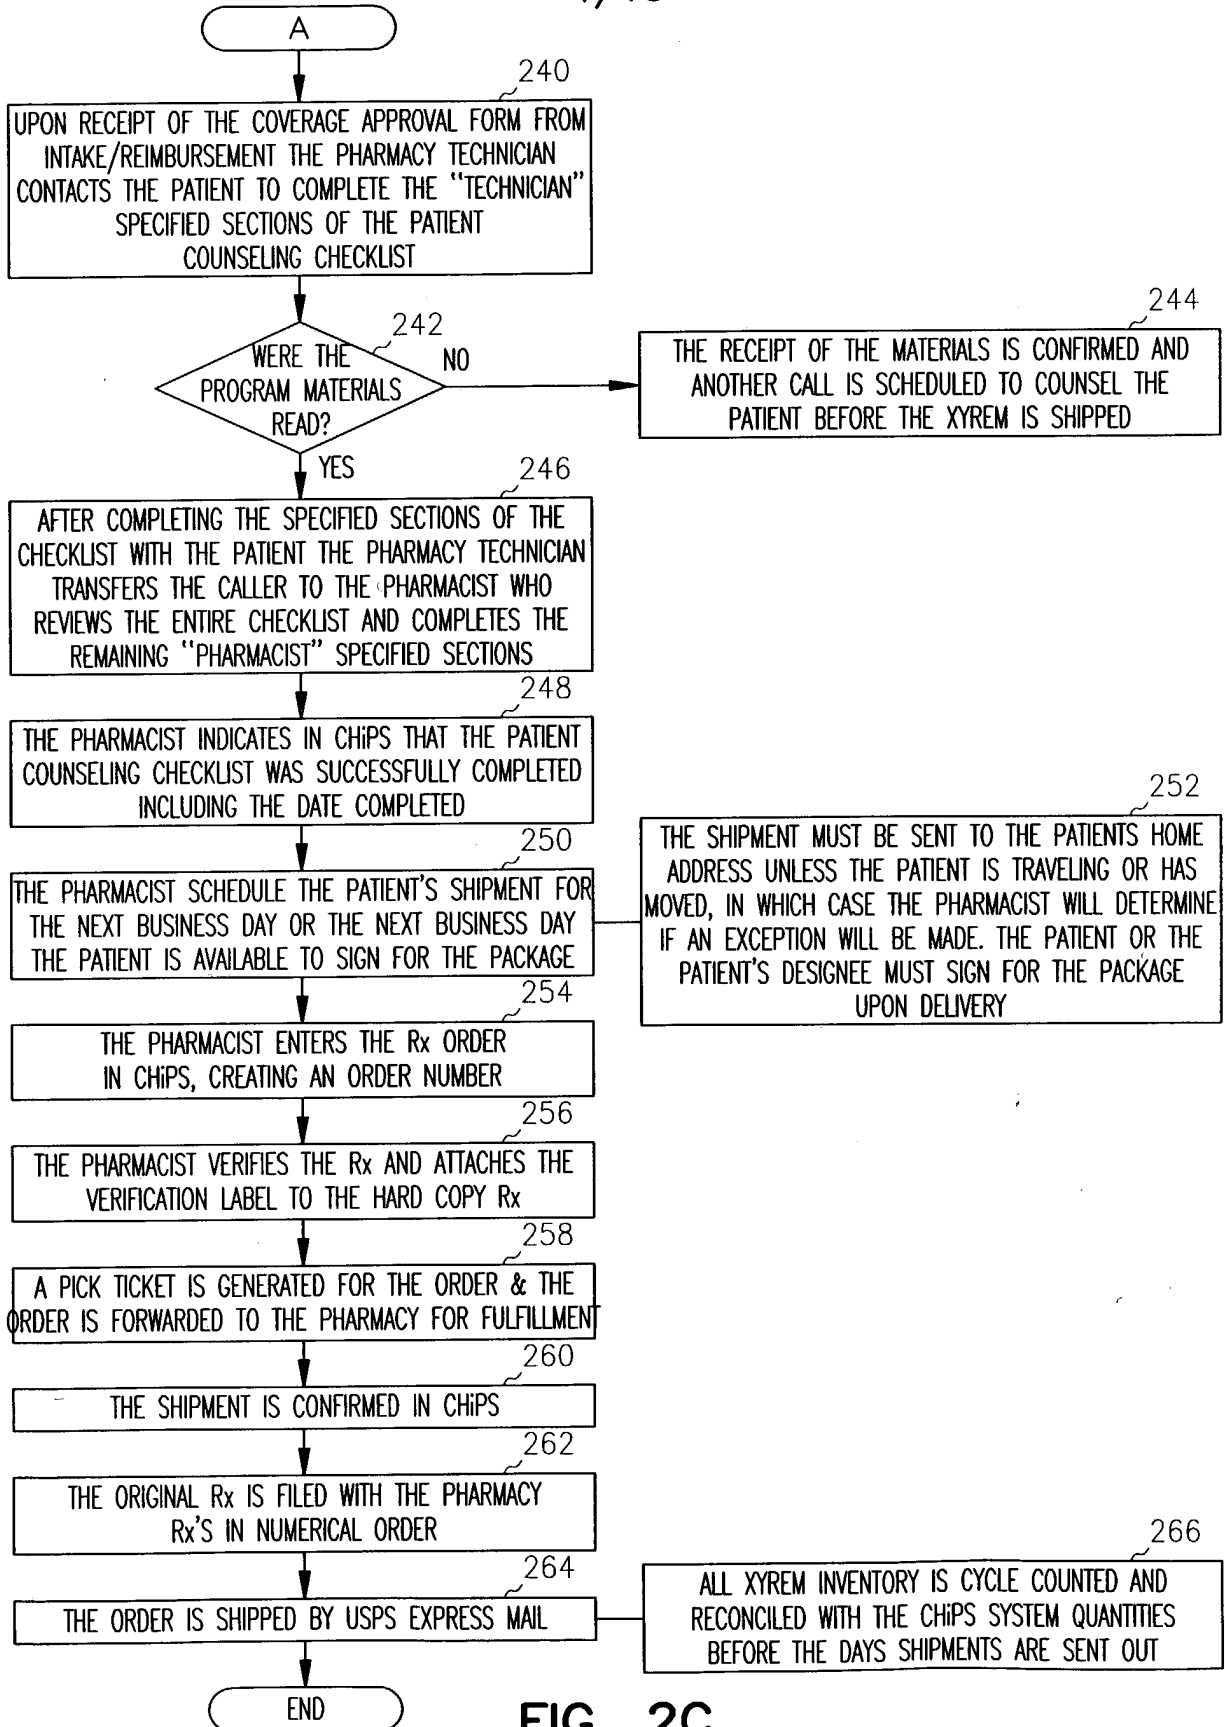 A
240
UPON RECEIPT OF THE COVERAGE APPROVAL FORM FROM
INTAKE/REIMBURSEMENT THE PHARMACY TECHNICIAN
CONTACTS THE PATIENT TO COMPLETE THE "TECHNICIAN"
SPECIFIED SECTIONS OF THE PATIENT
COUNSELING CHECKLIST
242
WERE THE
PROGRAM MATERIALS
READ?
NO
244
THE RECEIPT OF THE MATERIALS IS CONFIRMED AND
ANOTHER CALL IS SCHEDULED TO COUNSEL THE
PATIENT BEFORE THE XYREM IS SHIPPED
YES
246
AFTER COMPLETING THE SPECIFIED SECTIONS OF THE
CHECKLIST WITH THE PATIENT THE PHARMACY TECHNICIAN
TRANSFERS THE CALLER TO THE PHARMACIST WHO
REVIEWS THE ENTIRE CHECKLIST AND COMPLETES THE
REMAINING "PHARMACIST" SPECIFIED SECTIONS
248
THE PHARMACIST INDICATES IN CHiPS THAT THE PATIENT
COUNSELING CHECKLIST WAS SUCCESSFULLY COMPLETED
INCLUDING THE DATE COMPLETED
250
THE PHARMACIST SCHEDULE THE PATIENT'S SHIPMENT FOR
THE NEXT BUSINESS DAY OR THE NEXT BUSINESS DAY
THE PATIENT IS AVAILABLE TO SIGN FOR THE PACKAGE
252
THE SHIPMENT MUST BE SENT TO THE PATIENTS HOME
ADDRESS UNLESS THE PATIENT IS TRAVELING OR HAS
MOVED, IN WHICH CASE THE PHARMACIST WILL DETERMINE
IF AN EXCEPTION WILL BE MADE. THE PATIENT OR THE
PATIENT'S DESIGNEE MUST SIGN FOR THE PACKAGE
UPON DELIVERY
254
THE PHARMACIST ENTERS THE Rx ORDER
IN CHiPS, CREATING AN ORDER NUMBER
256
THE PHARMACIST VERIFIES THE Rx AND ATTACHES THE
VERIFICATION LABEL TO THE HARD COPY Rx
258
A PICK TICKET IS GENERATED FOR THE ORDER & THE
ORDER IS FORWARDED TO THE PHARMACY FOR FULFILLMENT
260
THE SHIPMENT IS CONFIRMED IN CHiPS
262
THE ORIGINAL Rx IS FILED WITH THE PHARMACY
Rx'S IN NUMERICAL ORDER
264
THE ORDER IS SHIPPED BY USPS EXPRESS MAIL
266
ALL XYREM INVENTORY IS CYCLE COUNTED AND
RECONCILED WITH THE CHiPS SYSTEM QUANTITIES
BEFORE THE DAYS SHIPMENTS ARE SENT OUT
END
FIG. 2C